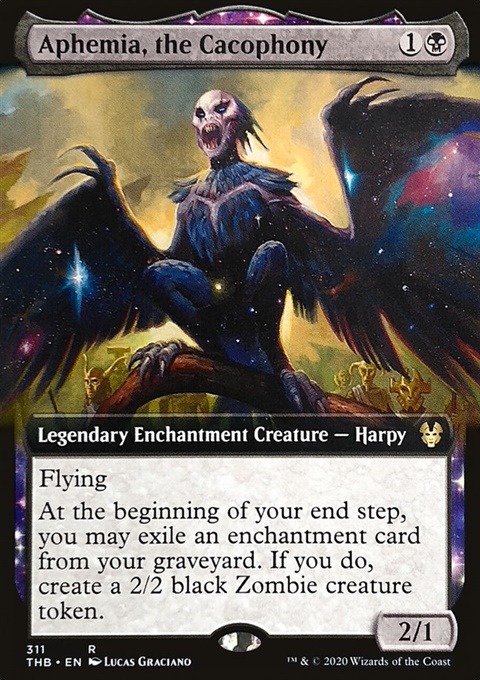 Aphemia, the Cacophony 1
Legendary Enchantment Creature — Harpy
Flying
At the beginning of your end step,
you may exile an enchantment card
from your graveyard. If you do,
create a 2/2 black Zombie creature
token.
2/1
311 R
THB • EN Lucas Graciano
™ & © 2020 Wizards of the Coast